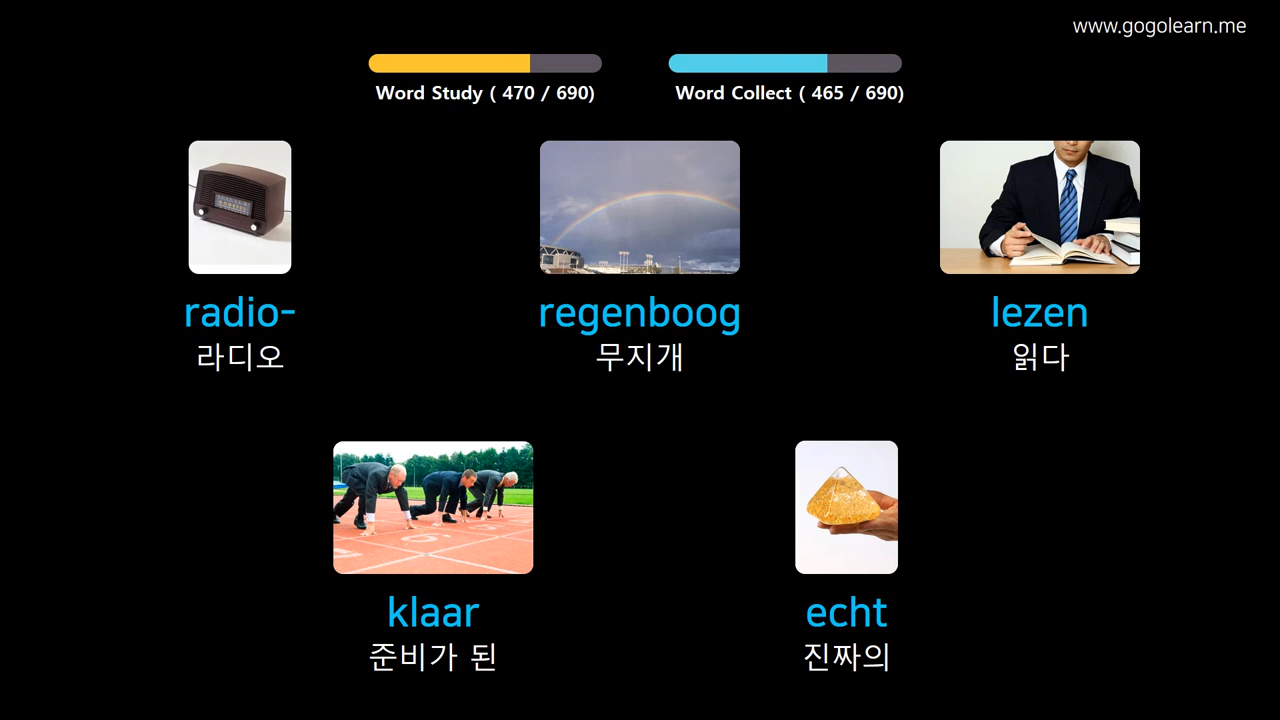 www.gogolearn.me
Word Study ( 470 / 690)
Word Collect ( 465 / 690)
radio-
라디오
regenboog
무지개
lezen
읽다
klaar
준비가 된
echt
진짜의